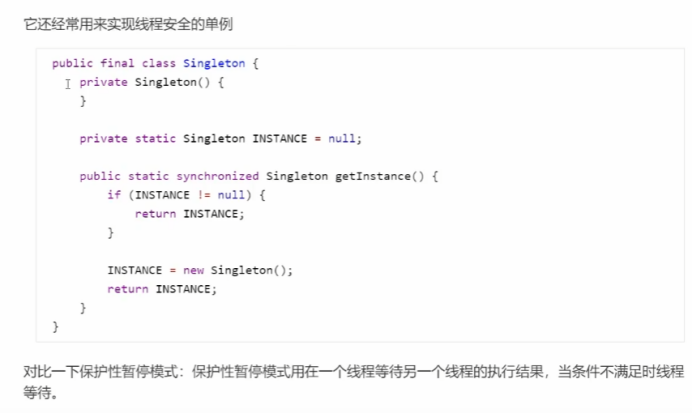 它还经常用来实现线程安全的单例
public final class Singleton {
    private Singleton() {
    }

    private static Singleton INSTANCE = null;

    public static synchronized Singleton getInstance() {
        if (INSTANCE != null) {
            return INSTANCE;
        }

        INSTANCE = new Singleton();
        return INSTANCE;
    }
}
对比一下保护性暂停模式：保护性暂停模式用在一个线程等待另一个线程的执行结果，当条件不满足时线程
等待。